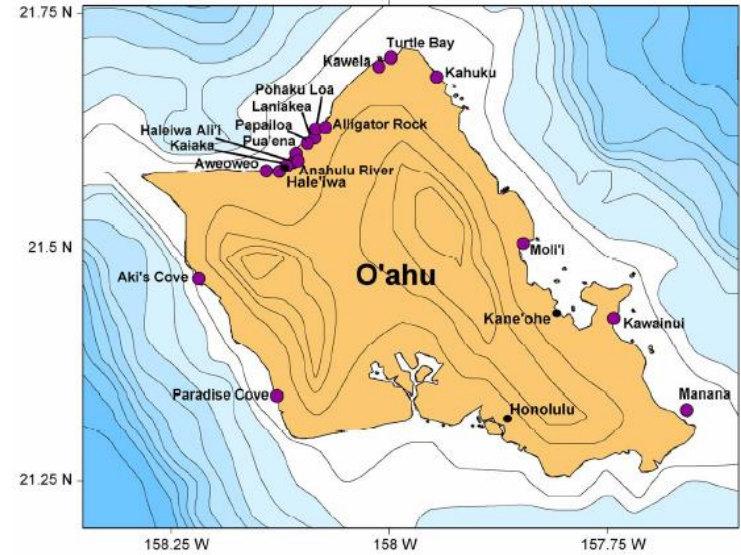 21.75 N
Turtle Bay
Kawela
Kahuku
Pohaku Loa
Laniakea
Papailoa
Alligator Rock
Haleiwa Ali'i
Pua'ena
Kaiaka
Aweoweo
Anahulu River
Hale'iwa
21.5 N
Moli'i
Aki's Cove
O'ahu
Kane'ohe
Kawainui
Paradise Cove
Manana
Honolulu
21.25 N
158.25 W
158 W
157.75 W